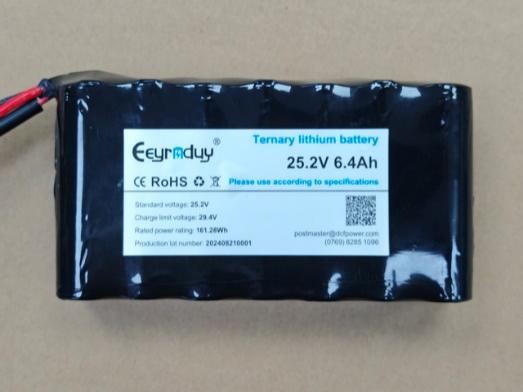 Eeyrnduy®
Ternary lithium battery
25.2V 6.4Ah
CE RoHS
Please use according to specifications
Standard voltage: 25.2V
Charge limit voltage: 29.4V
Rated power rating: 161.28Wh
Production lot number: 202408210001
postmaster@dcfpower.com
(0769) 8285 1096